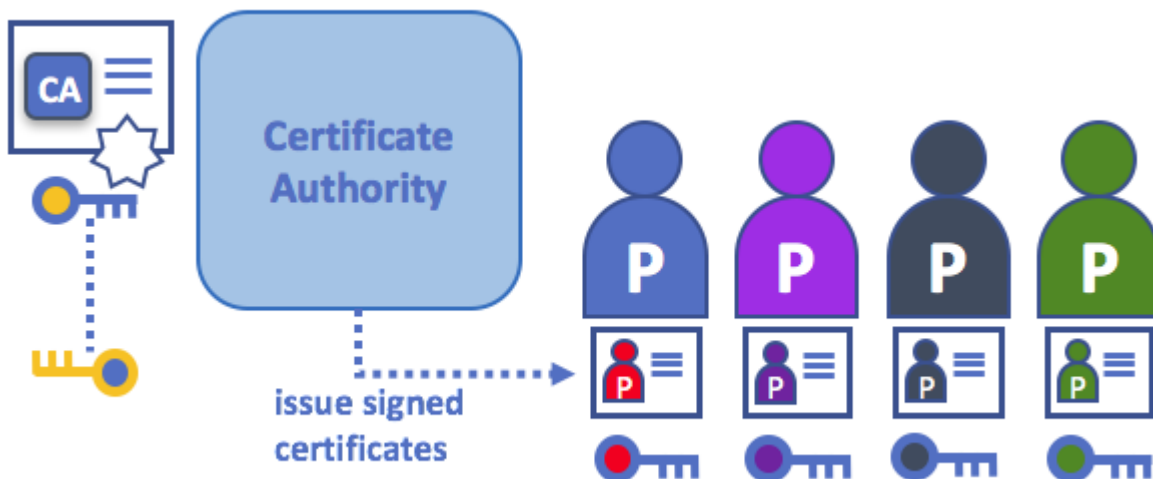 CA
Certificate
Authority
P P P P
issue signed
certificates
P P P P